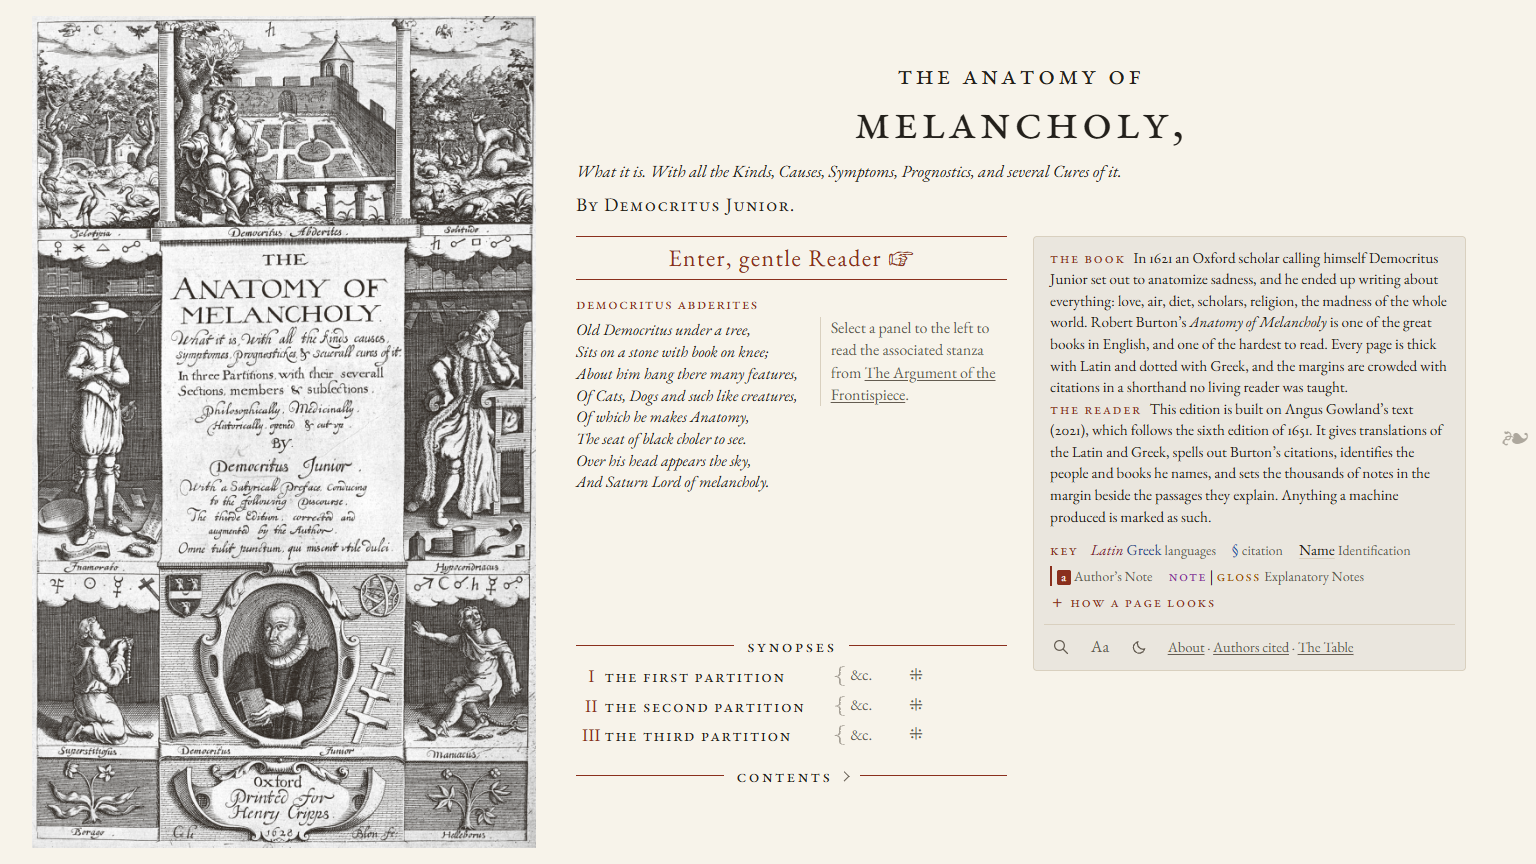 Zelotypia .
Democritus Abderites .
Solitudo .
THE
ANATOMY OF
MELANCHOLY.
What it is, With all the kinds causes,
symptomes, prognostickes, & severall cures of it.
In three Partitions, with their severall
Sections, members & subsections .
Philosophically, Medicinally,
Historically, opened & cut up .
By.
Democritus Junior .
With a Satyricall Preface, Conducing
to the following Discourse.
The thirde Edition, corrected and
augmented by the Author .
Omne tulit punctum, qui miscuit utile dulci .
Inamorato .
Hypocondriacus .
Superstitiosus .
Democritus Junior .
Maniacus .
Oxford
Printed for
Henry Cripps .
1628
Borago .
Helleborus .
Blon fe:
THE ANATOMY OF
MELANCHOLY,
What it is. With all the Kinds, Causes, Symptoms, Prognostics, and several Cures of it.
By Democritus Junior.
Enter, gentle Reader ☞
DEMOCRITUS ABDERITES
Old Democritus under a tree,
Sits on a stone with book on knee;
About him hang there many features,
Of Cats, Dogs and such like creatures,
Of which he makes Anatomy,
The seat of black choler to see.
Over his head appears the sky,
And Saturn Lord of melancholy.
Select a panel to the left to
read the associated stanza
from The Argument of the
Frontispiece.
SYNOPSES
I THE FIRST PARTITION { &c. ⁜
II THE SECOND PARTITION { &c. ⁜
III THE THIRD PARTITION { &c. ⁜
CONTENTS >
THE BOOK In 1621 an Oxford scholar calling himself Democritus
Junior set out to anatomize sadness, and he ended up writing about
everything: love, air, diet, scholars, religion, the madness of the whole
world. Robert Burton's Anatomy of Melancholy is one of the great
books in English, and one of the hardest to read. Every page is thick
with Latin and dotted with Greek, and the margins are crowded with
citations in a shorthand no living reader was taught.
THE READER This edition is built on Angus Gowland's text
(2021), which follows the sixth edition of 1651. It gives translations of
the Latin and Greek, spells out Burton's citations, identifies the
people and books he names, and sets the thousands of notes in the
margin beside the passages they explain. Anything a machine
produced is marked as such.
KEY Latin Greek languages § citation Name Identification
a Author's Note NOTE | GLOSS Explanatory Notes
+ HOW A PAGE LOOKS
Aa About · Authors cited · The Table